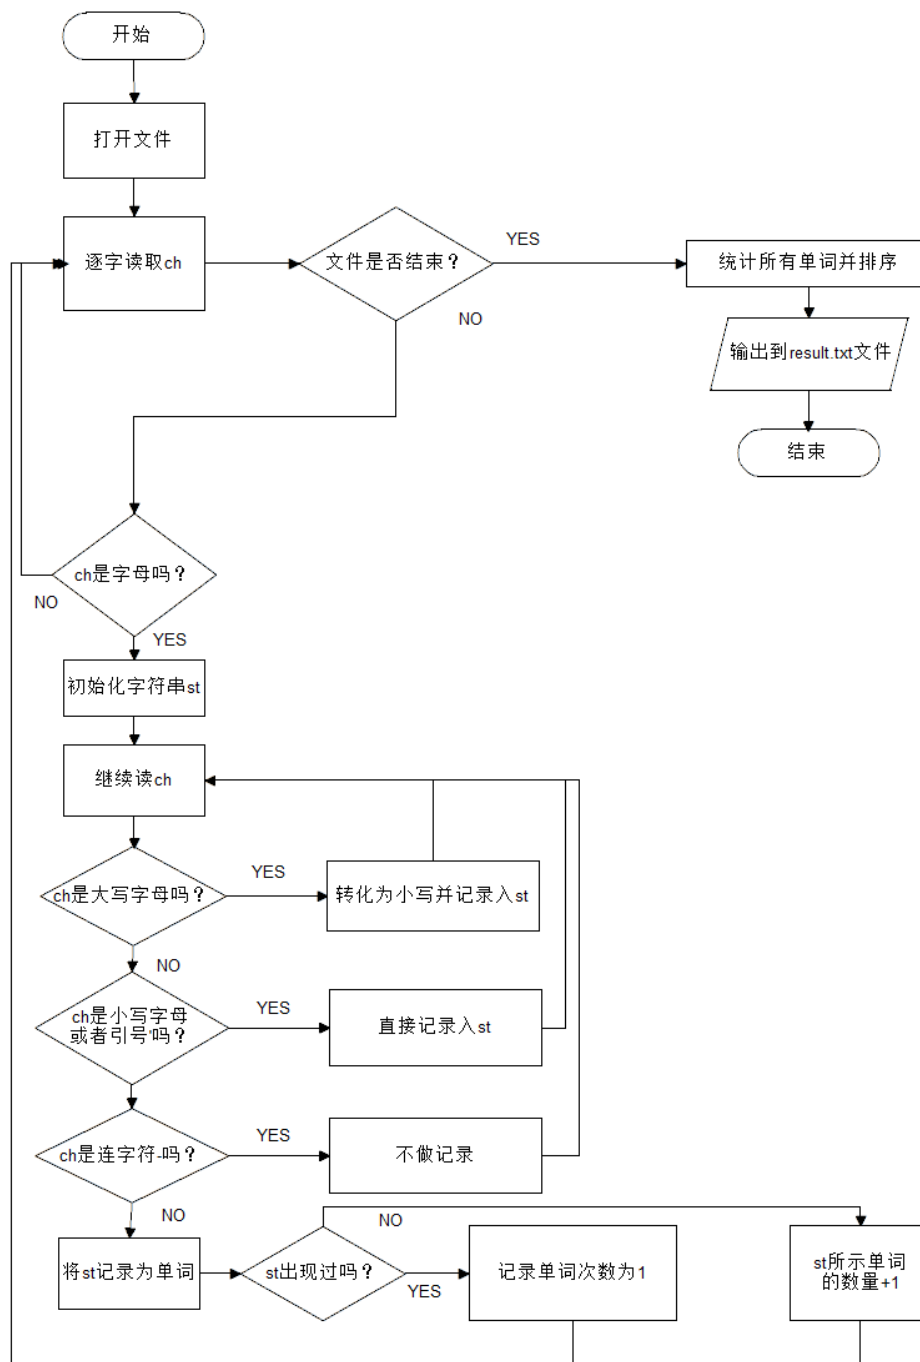 开始
打开文件
逐字读取ch
文件是否结束？
YES
NO
统计所有单词并排序
输出到result.txt文件
结束
ch是字母吗？
NO
YES
初始化字符串st
继续读ch
ch是大写字母吗？
YES
转化为小写并记录入st
NO
ch是小写字母
或者引号'吗？
YES
直接记录入st
ch是连字符-吗？
YES
不做记录
NO
将st记录为单词
st出现过吗？
NO
YES
记录单词次数为1
st所示单词
的数量+1